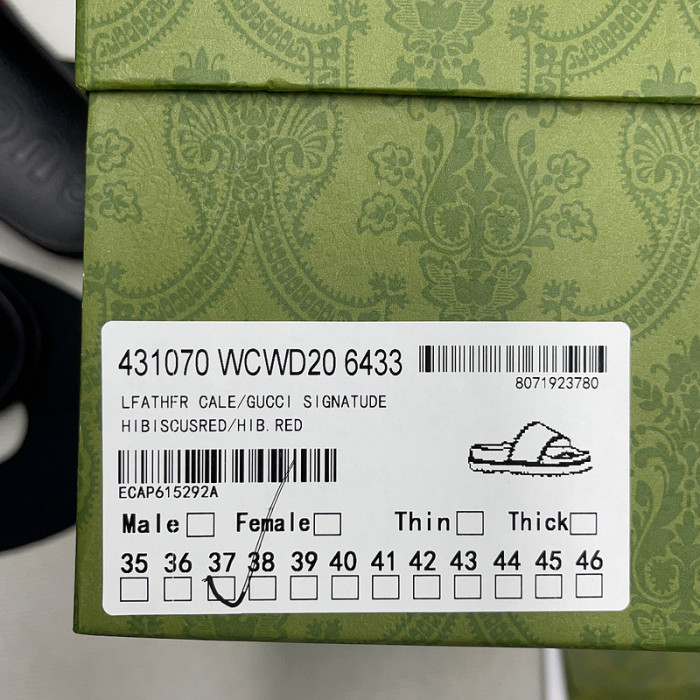 431070 WCWD20 6433
8071923780
LFATHFR CALE/GUCCI SIGNATUDE
HIBISCUSRED/HIB.RED
ECAP615292A
Male Female Thin Thick
35 36 37 38 39 40 41 42 43 44 45 46